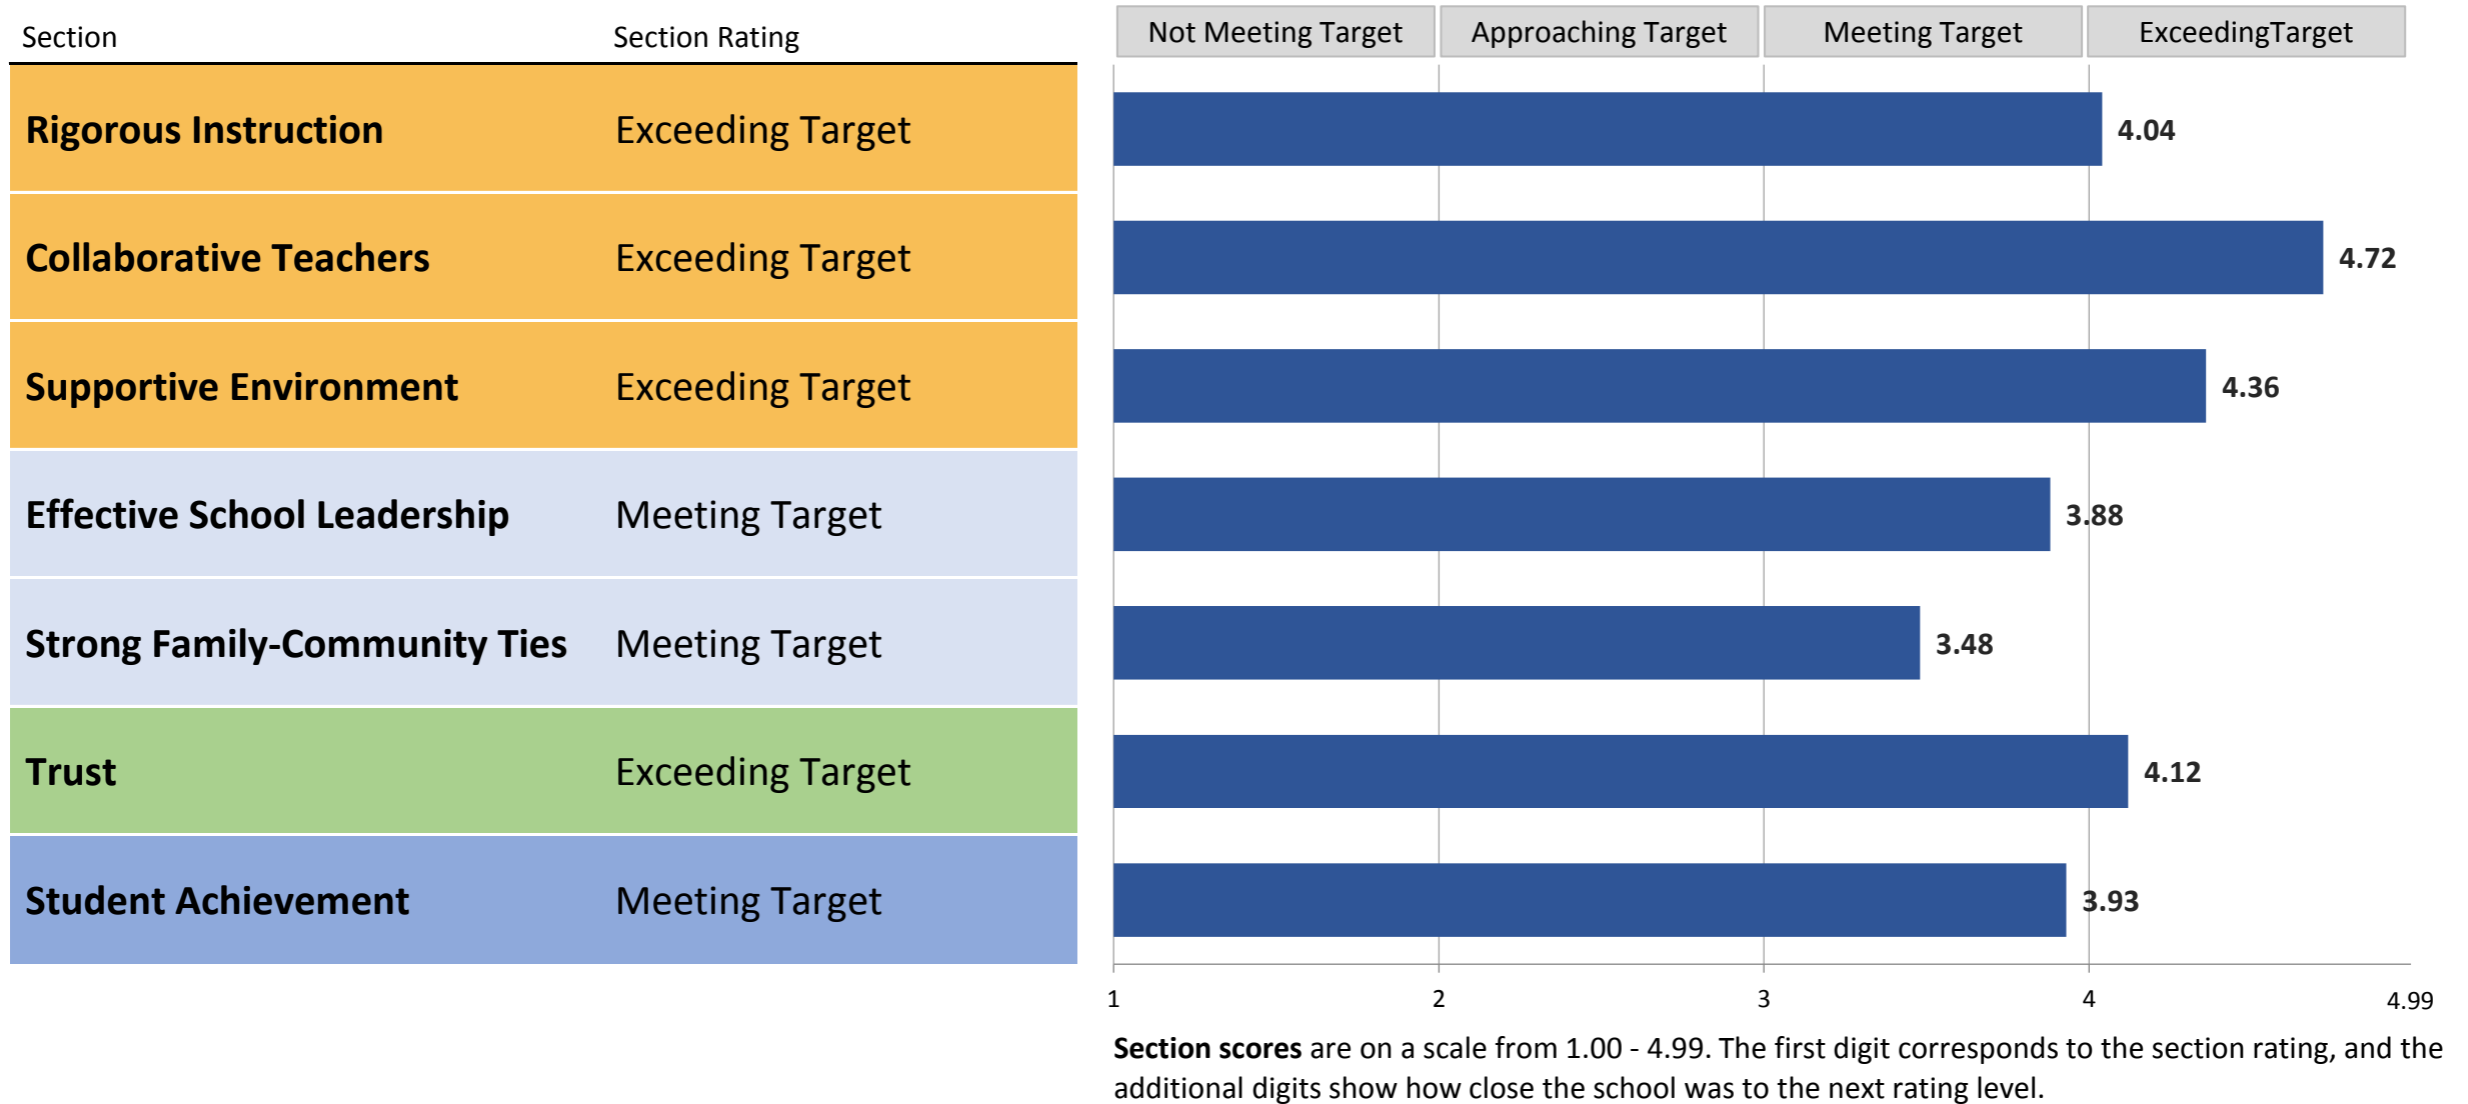 Section Section Rating Not Meeting Target Approaching Target Meeting Target ExceedingTarget
Rigorous Instruction Exceeding Target 4.04
Collaborative Teachers Exceeding Target 4.72
Supportive Environment Exceeding Target 4.36
Effective School Leadership Meeting Target 3.88
Strong Family-Community Ties Meeting Target 3.48
Trust Exceeding Target 4.12
Student Achievement Meeting Target 3.93
1 2 3 4 4.99
Section scores are on a scale from 1.00 - 4.99. The first digit corresponds to the section rating, and the
additional digits show how close the school was to the next rating level.